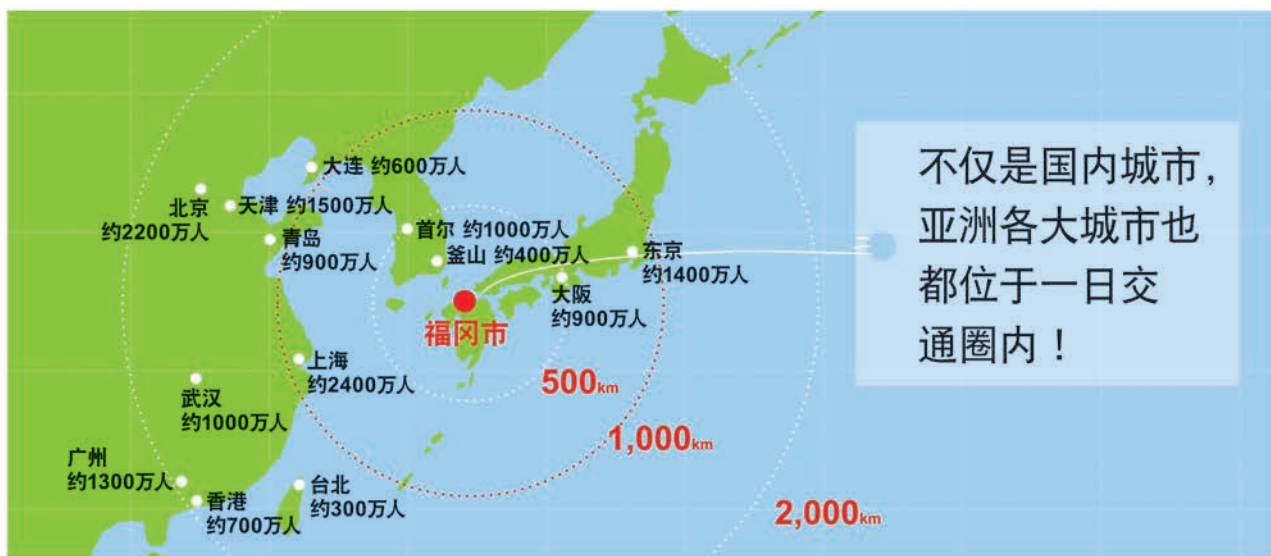 大连 约600万人
北京
约2200万人
天津 约1500万人
青岛
约900万人
首尔 约1000万人
釜山 约400万人
东京
约1400万人
大阪
约900万人
福冈市
上海
约2400万人
武汉
约1000万人
广州
约1300万人
香港
约700万人
台北
约300万人
500km
1,000km
2,000km
不仅是国内城市，
亚洲各大城市也
都位于一日交
通圈内！